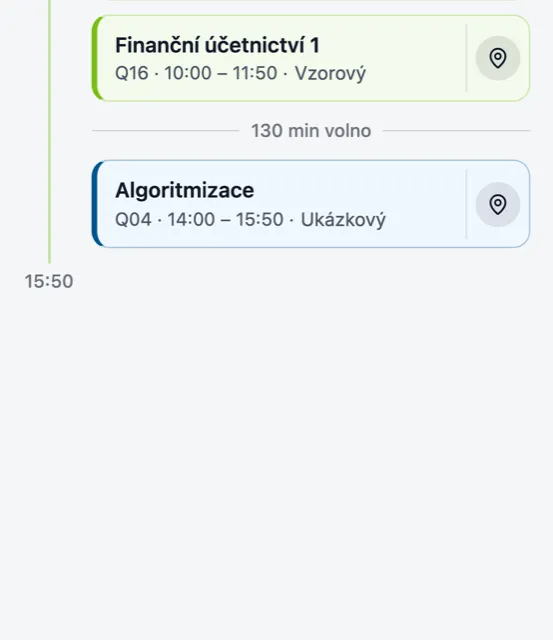 Finanční účetnictví 1
Q16 · 10:00 – 11:50 · Vzorový
130 min volno
Algoritmizace
Q04 · 14:00 – 15:50 · Ukázkový
15:50